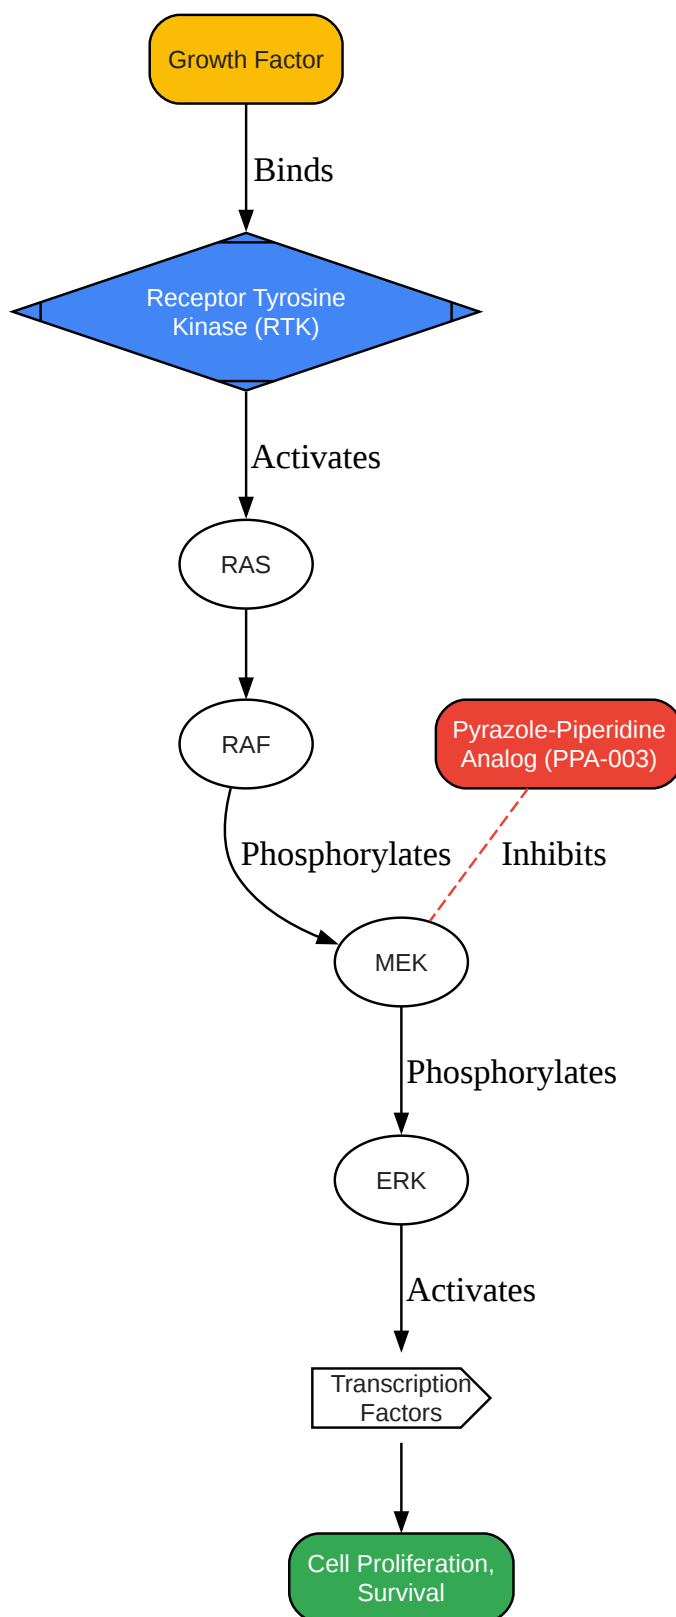 Growth Factor
Binds
Receptor Tyrosine
Kinase (RTK)
Activates
RAS
RAF
Pyrazole-Piperidine
Analog (PPA-003)
Phosphorylates
Inhibits
MEK
Phosphorylates
ERK
Activates
Transcription
Factors
Cell Proliferation,
Survival